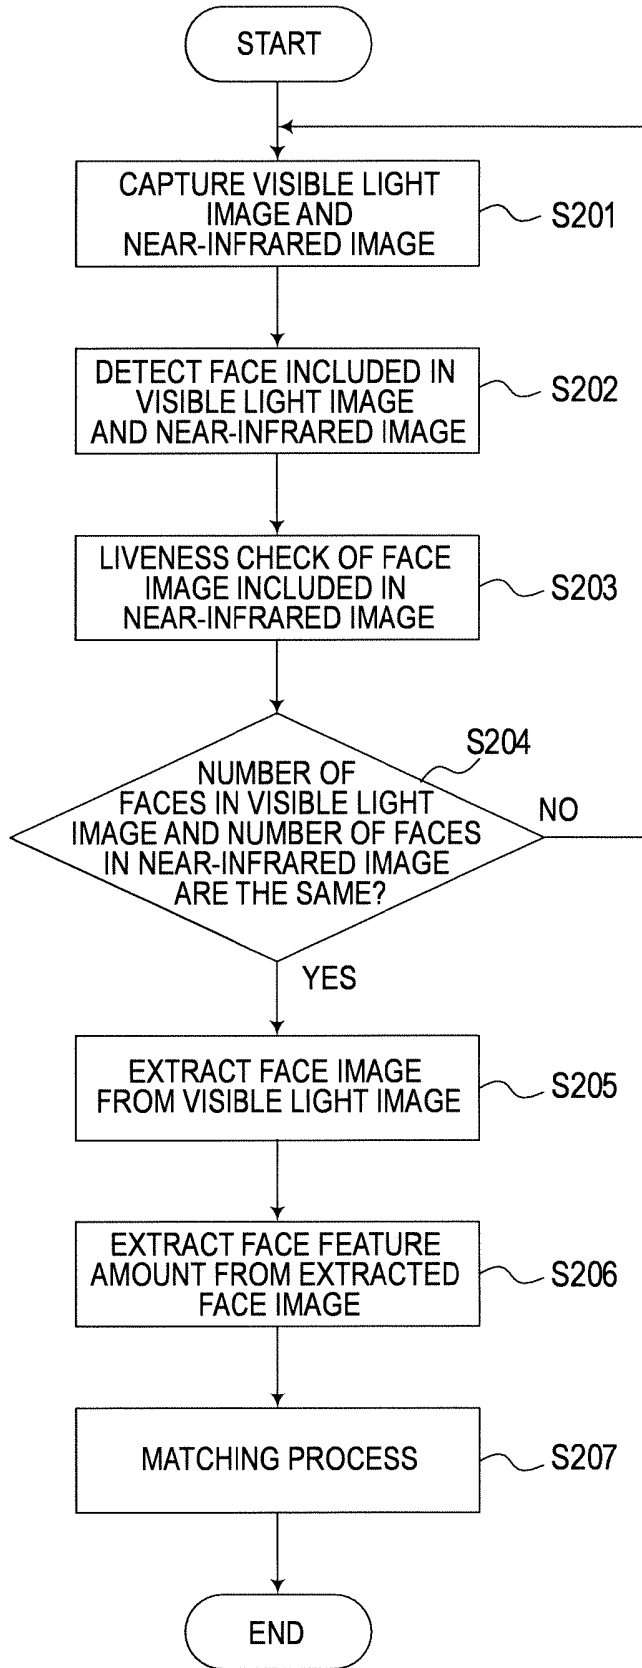 START
CAPTURE VISIBLE LIGHT
IMAGE AND
NEAR-INFRARED IMAGE
S201
DETECT FACE INCLUDED IN
VISIBLE LIGHT IMAGE
AND NEAR-INFRARED IMAGE
S202
LIVENESS CHECK OF FACE
IMAGE INCLUDED IN
NEAR-INFRARED IMAGE
S203
S204
NUMBER OF
FACES IN VISIBLE LIGHT
IMAGE AND NUMBER OF FACES
IN NEAR-INFRARED IMAGE
ARE THE SAME?
NO
YES
EXTRACT FACE IMAGE
FROM VISIBLE LIGHT IMAGE
S205
EXTRACT FACE FEATURE
AMOUNT FROM EXTRACTED
FACE IMAGE
S206
MATCHING PROCESS
S207
END